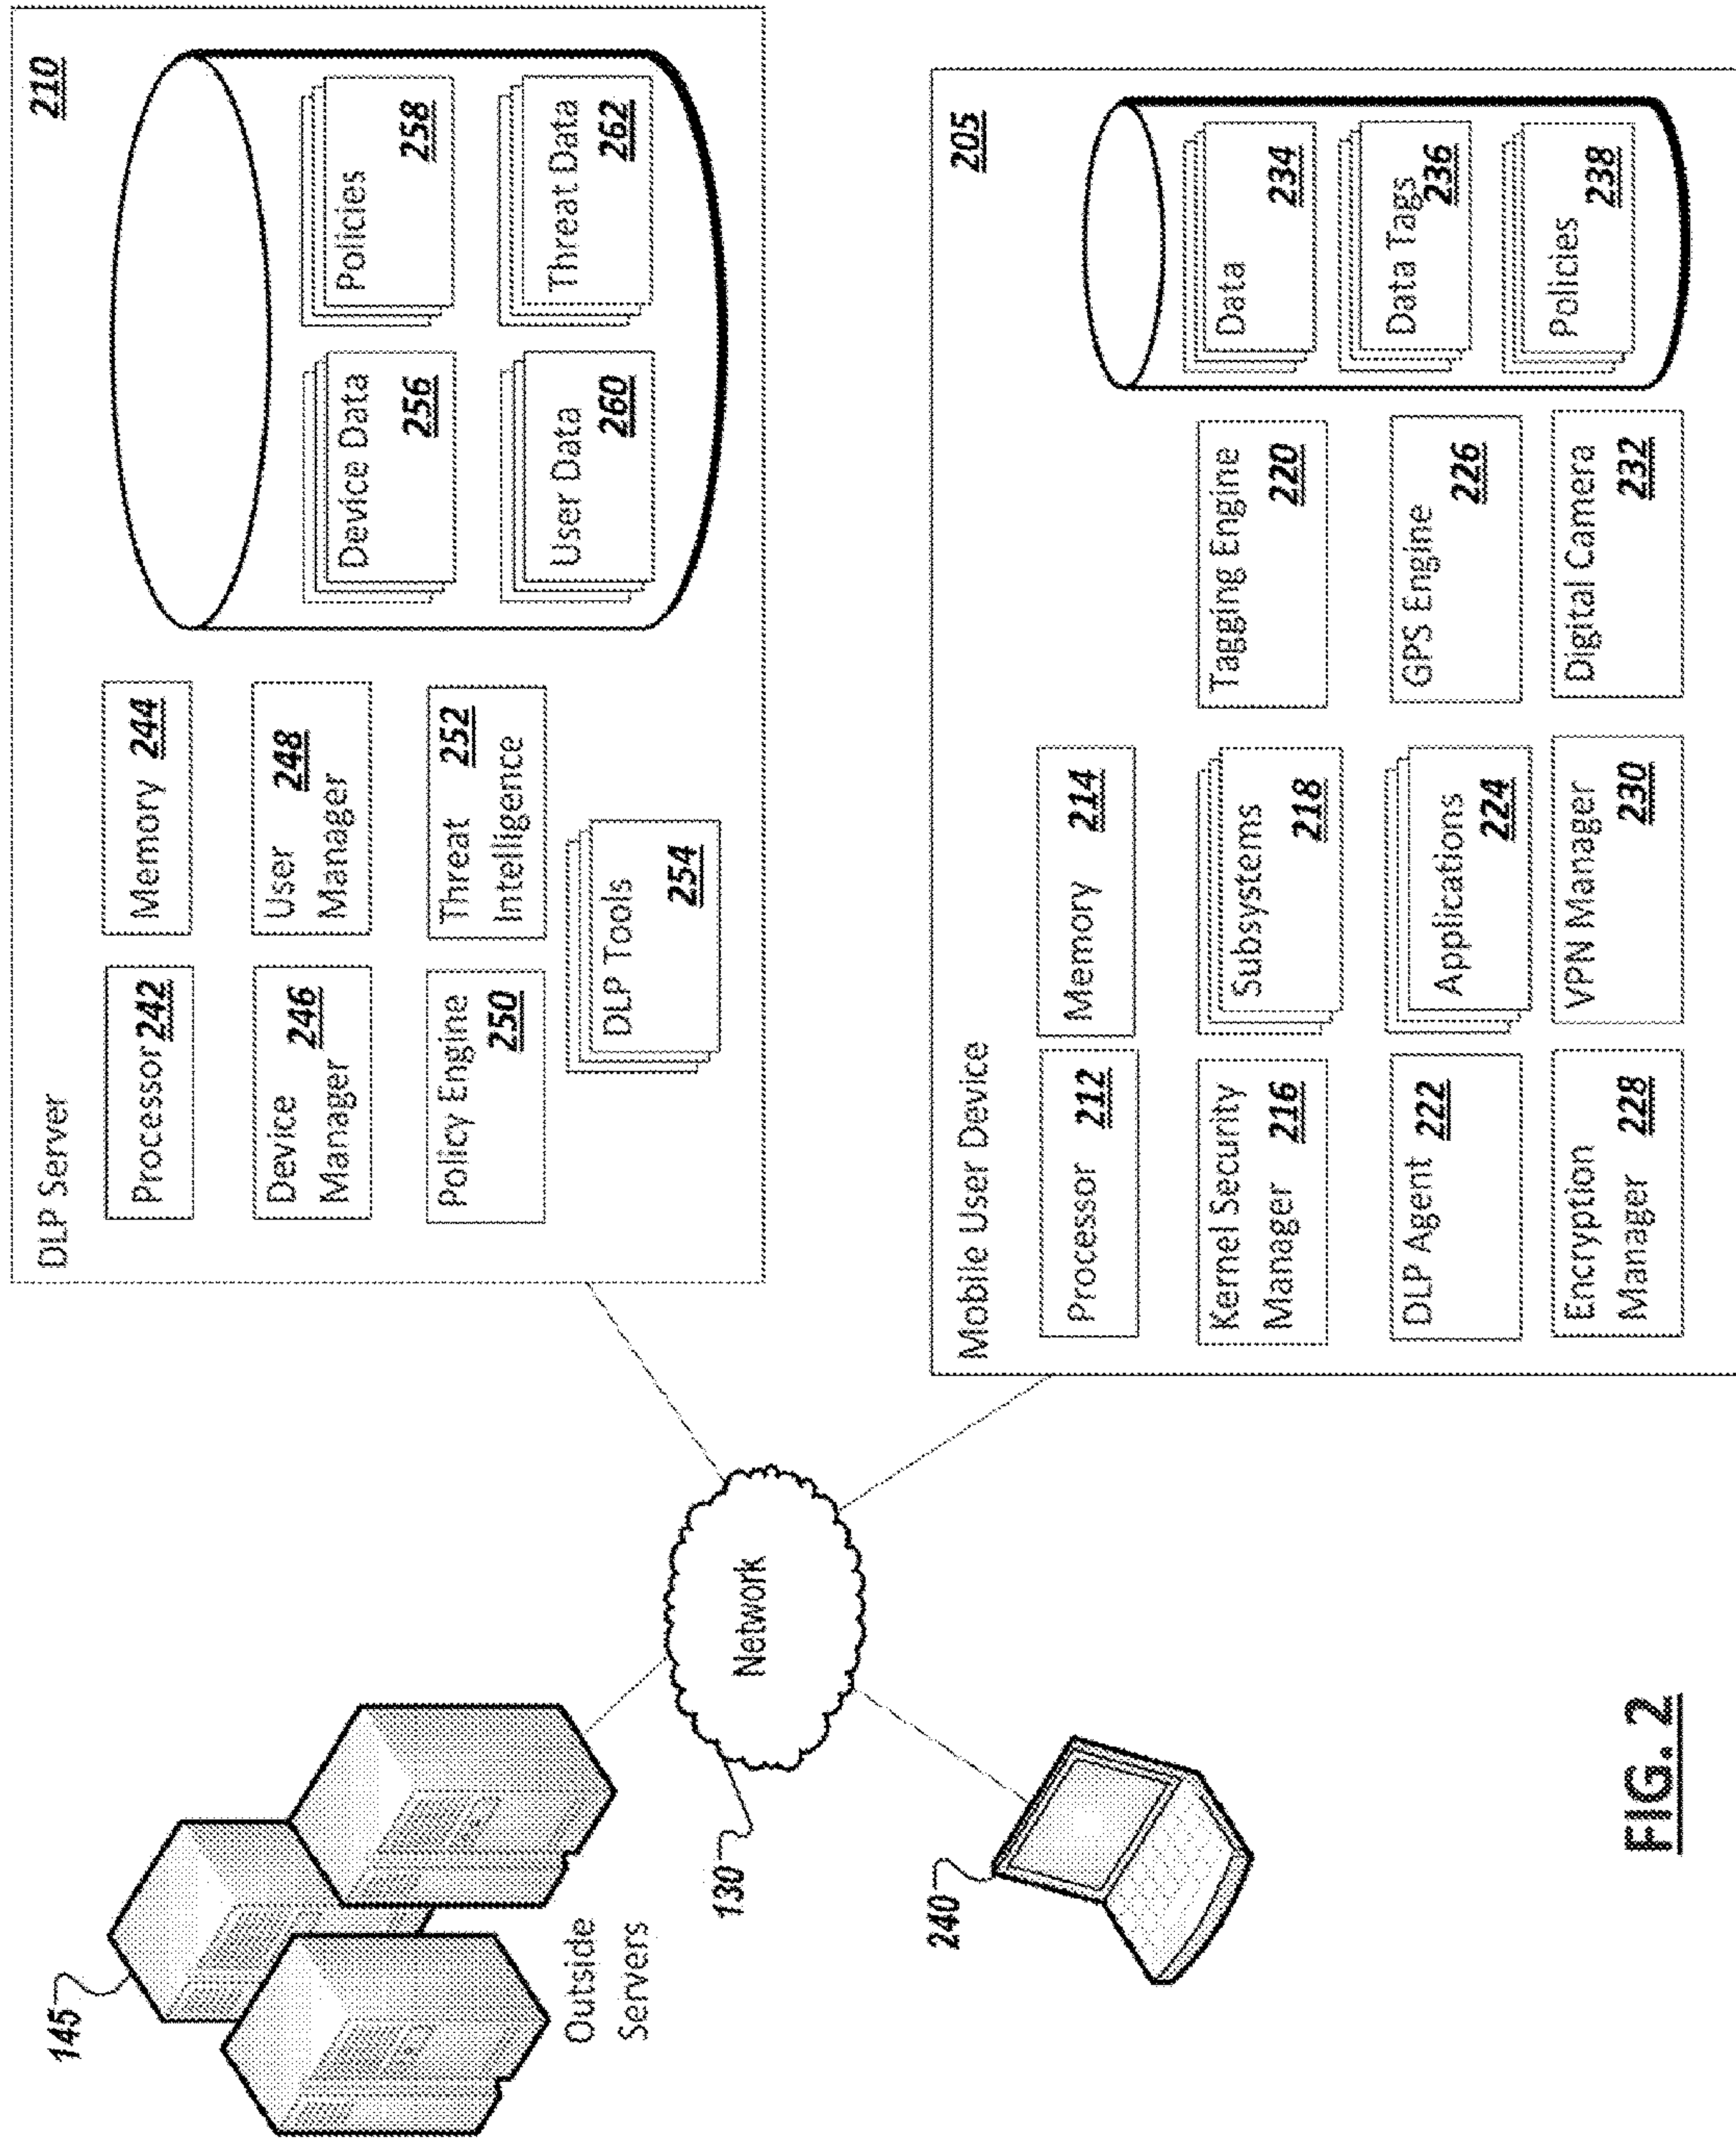 DLP Server
210
Processor 242
Memory 244
Device
Manager
246
User
Manager
248
Policy Engine
250
Threat
Intelligence
252
DLP Tools
254
Device Data
256
Policies
258
User Data
260
Threat Data
262
145
Outside
Servers
Network
130
240
Mobile User Device
205
Processor
212
Memory
214
Kernel Security
Manager
216
Subsystems
218
Tagging Engine
220
DLP Agent
222
Applications
224
GPS Engine
226
Encryption
Manager
228
VPN Manager
230
Digital Camera
232
Data
234
Data Tags
236
Policies
238
FIG. 2